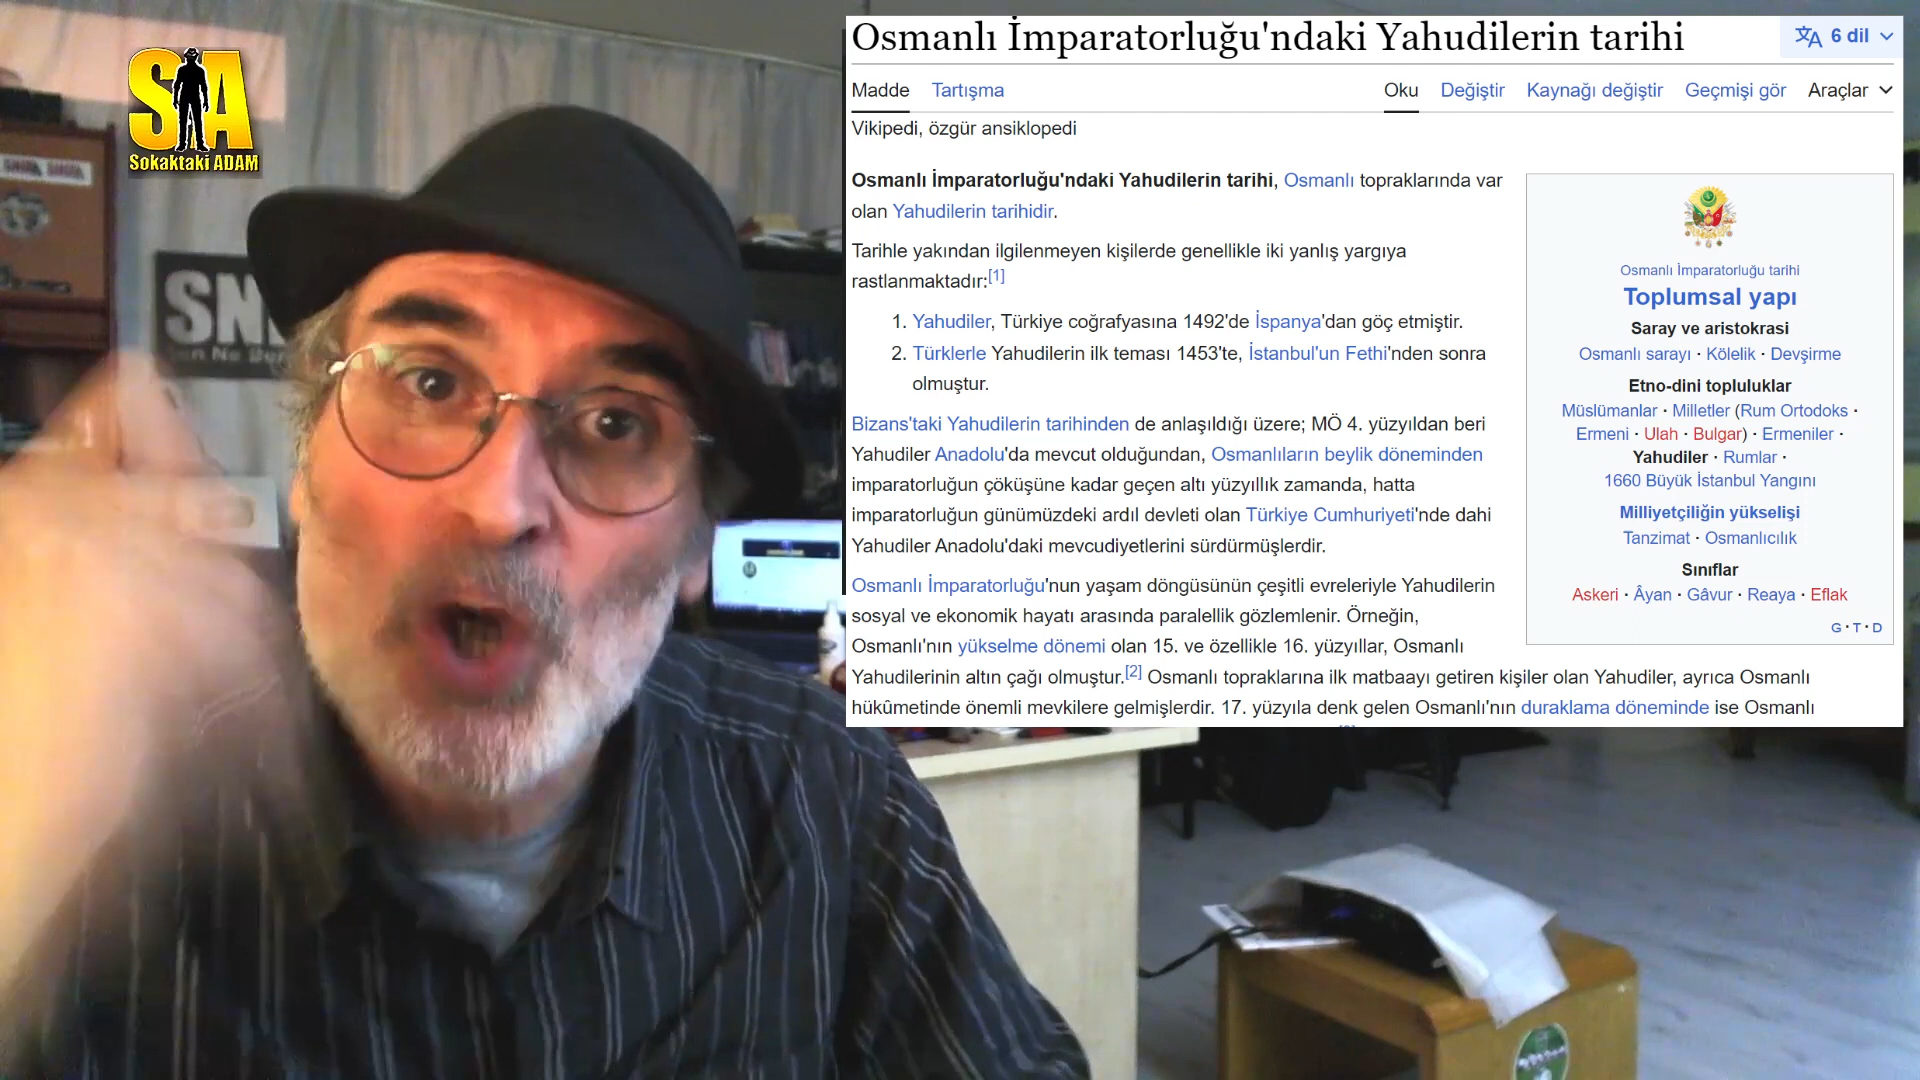 SA
Sokaktaki ADAM
SN
Osmanlı İmparatorluğu'ndaki Yahudilerin tarihi
6 dil
Madde Tartışma Oku Değiştir Kaynağı değiştir Geçmişi gör Araçlar
Vikipedi, özgür ansiklopedi
Osmanlı İmparatorluğu'ndaki Yahudilerin tarihi, Osmanlı topraklarında var
olan Yahudilerin tarihidir.
Tarihle yakından ilgilenmeyen kişilerde genellikle iki yanlış yargıya
rastlanmaktadır:[1]
1. Yahudiler, Türkiye coğrafyasına 1492'de İspanya'dan göç etmiştir.
2. Türklerle Yahudilerin ilk teması 1453'te, İstanbul'un Fethi'nden sonra
olmuştur.
Bizans'taki Yahudilerin tarihinden de anlaşıldığı üzere; MÖ 4. yüzyıldan beri
Yahudiler Anadolu'da mevcut olduğundan, Osmanlıların beylik döneminden
imparatorluğun çöküşüne kadar geçen altı yüzyıllık zamanda, hatta
imparatorluğun günümüzdeki ardıl devleti olan Türkiye Cumhuriyeti'nde dahi
Yahudiler Anadolu'daki mevcudiyetlerini sürdürmüşlerdir.
Osmanlı İmparatorluğu'nun yaşam döngüsünün çeşitli evreleriyle Yahudilerin
sosyal ve ekonomik hayatı arasında paralellik gözlemlenir. Örneğin,
Osmanlı'nın yükselme dönemi olan 15. ve özellikle 16. yüzyıllar, Osmanlı
Yahudilerinin altın çağı olmuştur.[2] Osmanlı topraklarına ilk matbaayı getiren kişiler olan Yahudiler, ayrıca Osmanlı
hükûmetinde önemli mevkilere gelmişlerdir. 17. yüzyıla denk gelen Osmanlı'nın duraklama döneminde ise Osmanlı
Osmanlı İmparatorluğu tarihi
Toplumsal yapı
Saray ve aristokrasi
Osmanlı sarayı · Kölelik · Devşirme
Etno-dini topluluklar
Müslümanlar · Milletler (Rum Ortodoks ·
Ermeni · Ulah · Bulgar) · Ermeniler ·
Yahudiler · Rumlar ·
1660 Büyük İstanbul Yangını
Milliyetçiliğin yükselişi
Tanzimat · Osmanlıcılık
Sınıflar
Askeri · Âyan · Gâvur · Reaya · Eflak
G · T · D